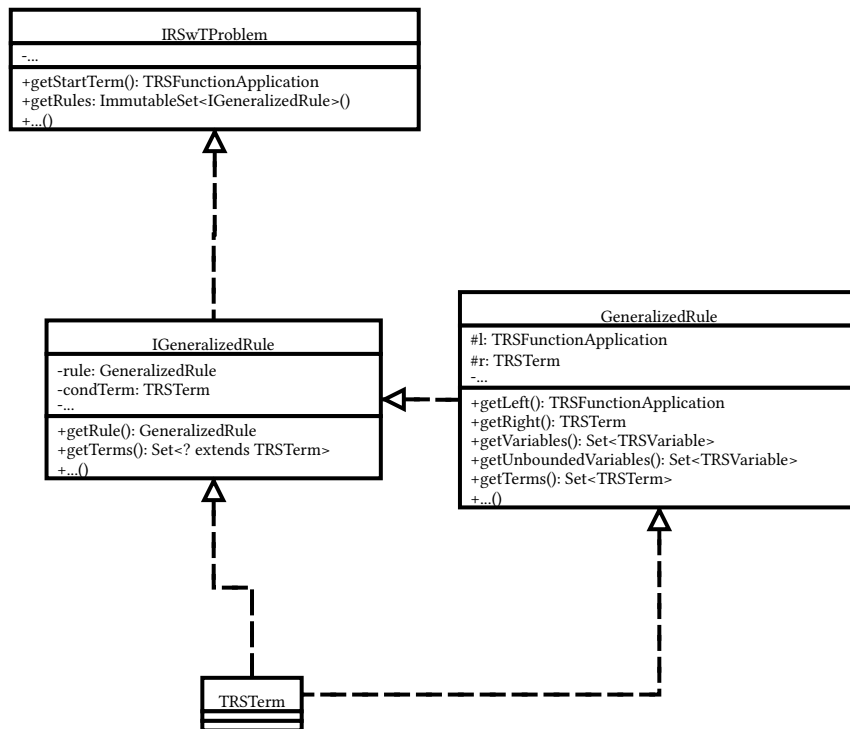 IRSwTProblem
-...
+getStartTerm(): TRSFunctionApplication
+getRules: ImmutableSet<IGeneralizedRule>()
+...()
IGeneralizedRule
-rule: GeneralizedRule
-condTerm: TRSTerm
-...
+getRule(): GeneralizedRule
+getTerms(): Set<? extends TRSTerm>
+...()
GeneralizedRule
#l: TRSFunctionApplication
#r: TRSTerm
-...
+getLeft(): TRSFunctionApplication
+getRight(): TRSTerm
+getVariables(): Set<TRSVariable>
+getUnboundedVariables(): Set<TRSVariable>
+getTerms(): Set<TRSTerm>
+...()
TRSTerm